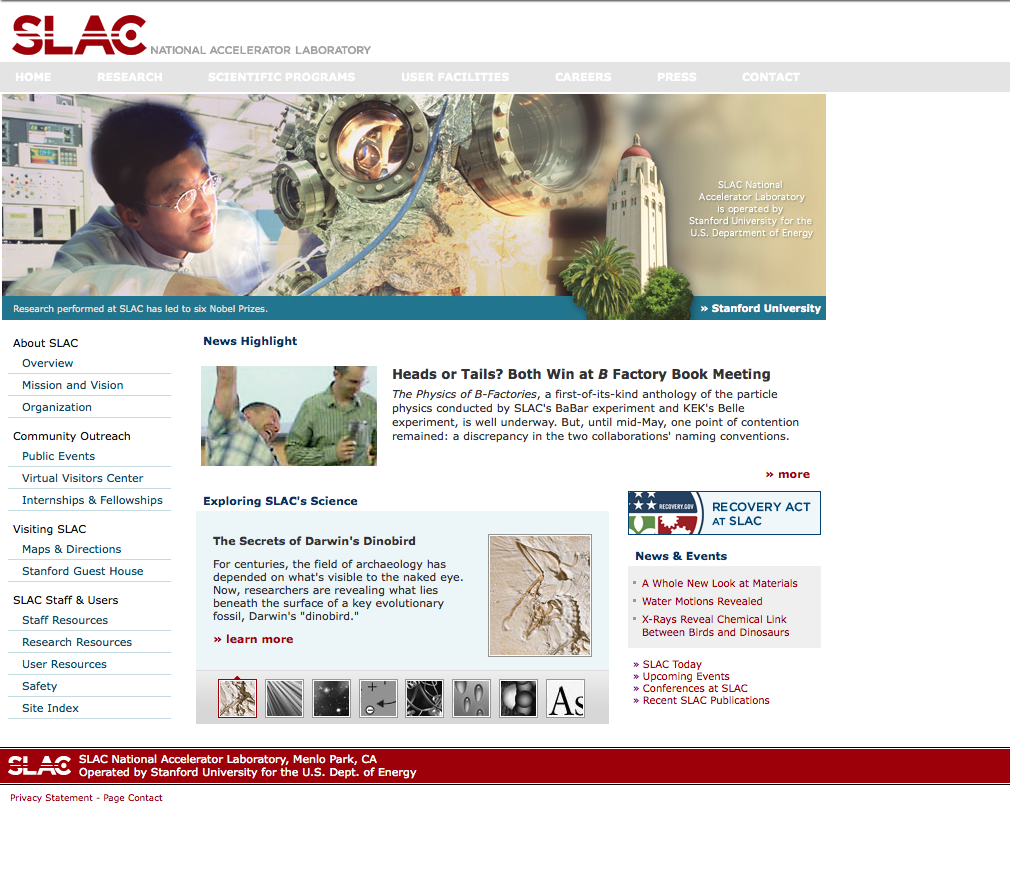 SLAC NATIONAL ACCELERATOR LABORATORY
HOME RESEARCH SCIENTIFIC PROGRAMS USER FACILITIES CAREERS PRESS CONTACT
SLAC National
Accelerator Laboratory
is operated by
Stanford University for the
U.S. Department of Energy
Research performed at SLAC has led to six Nobel Prizes.
» Stanford University
About SLAC
Overview
Mission and Vision
Organization
Community Outreach
Public Events
Virtual Visitors Center
Internships & Fellowships
Visiting SLAC
Maps & Directions
Stanford Guest House
SLAC Staff & Users
Staff Resources
Research Resources
User Resources
Safety
Site Index
News Highlight
Heads or Tails? Both Win at B Factory Book Meeting
The Physics of B-Factories, a first-of-its-kind anthology of the particle
physics conducted by SLAC's BaBar experiment and KEK's Belle
experiment, is well underway. But, until mid-May, one point of contention
remained: a discrepancy in the two collaborations' naming conventions.
» more
Exploring SLAC's Science
The Secrets of Darwin's Dinobird
For centuries, the field of archaeology has
depended on what's visible to the naked eye.
Now, researchers are revealing what lies
beneath the surface of a key evolutionary
fossil, Darwin's "dinobird."
» learn more
As
RECOVERY.GOV
RECOVERY ACT
AT SLAC
News & Events
A Whole New Look at Materials
Water Motions Revealed
X-Rays Reveal Chemical Link
Between Birds and Dinosaurs
» SLAC Today
» Upcoming Events
» Conferences at SLAC
» Recent SLAC Publications
SLAC
SLAC National Accelerator Laboratory, Menlo Park, CA
Operated by Stanford University for the U.S. Dept. of Energy
Privacy Statement - Page Contact